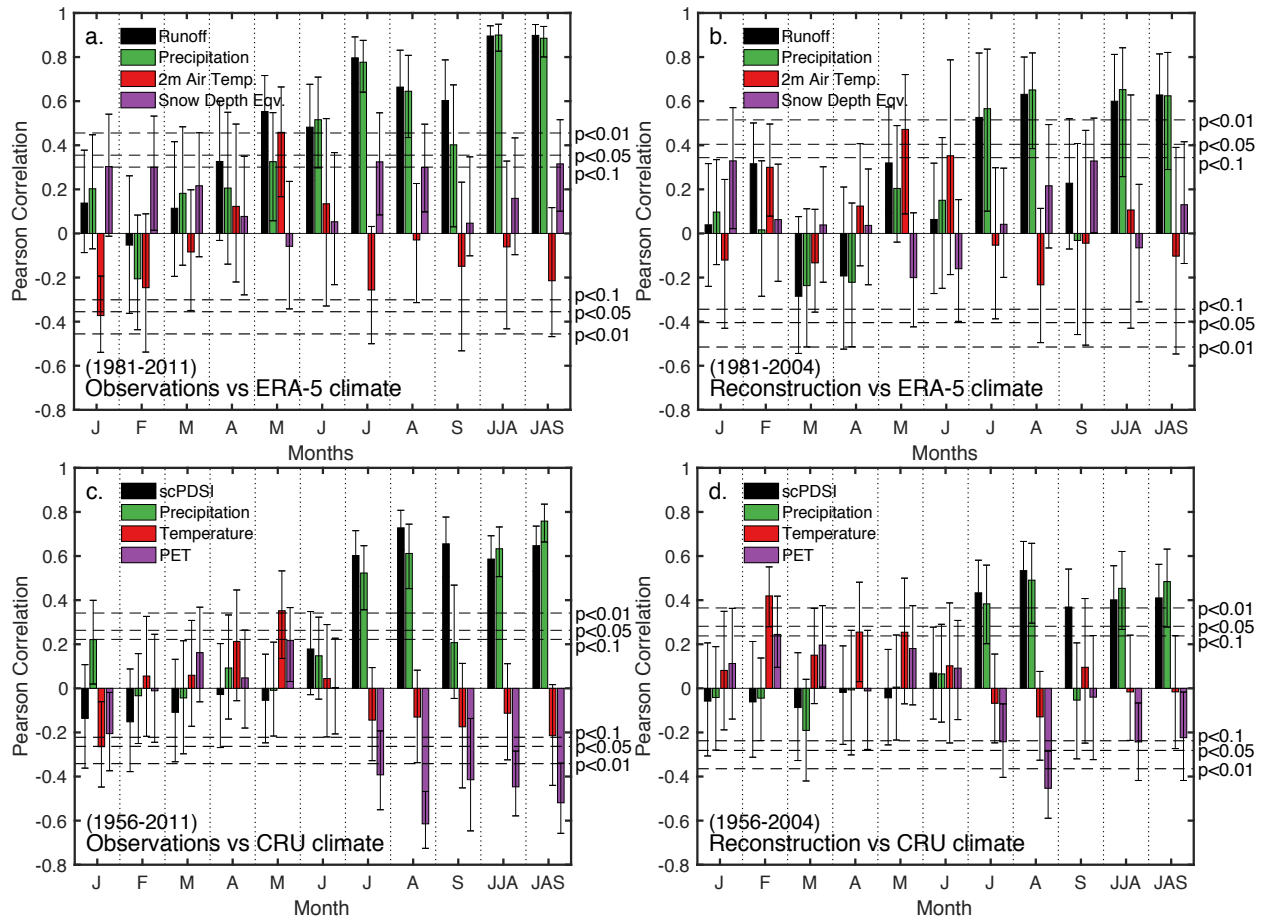 a.
Runoff
Precipitation
2m Air Temp.
Snow Depth Eqv.
1
0.8
0.6
0.4
0.2
0
-0.2
-0.4
-0.6
-0.8
Pearson Correlation
p<0.01
p<0.05
p<0.1
p<0.1
p<0.05
p<0.01
(1981-2011)
Observations vs ERA-5 climate
J F M A M J J A S JJA JAS
Months
b.
Runoff
Precipitation
2m Air Temp.
Snow Depth Eqv.
1
0.8
0.6
0.4
0.2
0
-0.2
-0.4
-0.6
-0.8
Pearson Correlation
p<0.01
p<0.05
p<0.1
p<0.1
p<0.05
p<0.01
(1981-2004)
Reconstruction vs ERA-5 climate
J F M A M J J A S JJA JAS
Months
c.
scPDSI
Precipitation
Temperature
PET
1
0.8
0.6
0.4
0.2
0
-0.2
-0.4
-0.6
-0.8
Pearson Correlation
p<0.01
p<0.05
p<0.1
p<0.1
p<0.05
p<0.01
(1956-2011)
Observations vs CRU climate
J F M A M J J A S JJA JAS
Month
d.
scPDSI
Precipitation
Temperature
PET
1
0.8
0.6
0.4
0.2
0
-0.2
-0.4
-0.6
-0.8
Pearson Correlation
p<0.01
p<0.05
p<0.1
p<0.1
p<0.05
p<0.01
(1956-2004)
Reconstruction vs CRU climate
J F M A M J J A S JJA JAS
Month